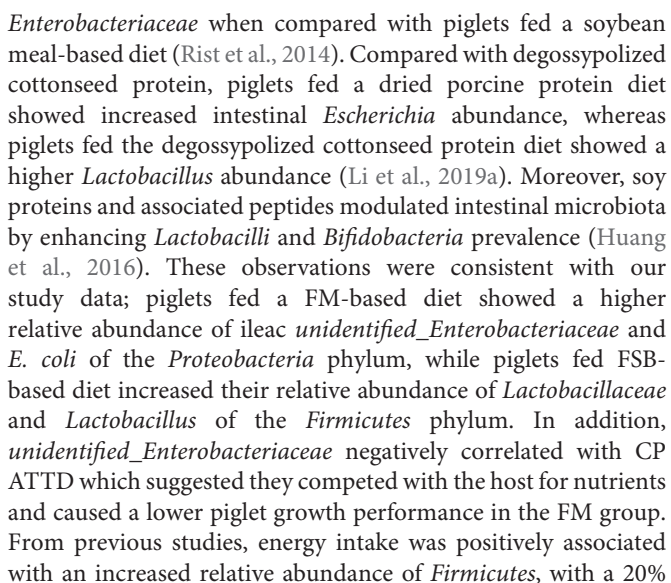 Enterobacteriaceae when compared with piglets fed a soybean
meal-based diet (Rist et al., 2014). Compared with degossypolized
cottonseed protein, piglets fed a dried porcine protein diet
showed increased intestinal Escherichia abundance, whereas
piglets fed the degossypolized cottonseed protein diet showed a
higher Lactobacillus abundance (Li et al., 2019a). Moreover, soy
proteins and associated peptides modulated intestinal microbiota
by enhancing Lactobacilli and Bifidobacteria prevalence (Huang
et al., 2016). These observations were consistent with our
study data; piglets fed a FM-based diet showed a higher
relative abundance of ileac unidentified_Enterobacteriaceae and
E. coli of the Proteobacteria phylum, while piglets fed FSB-
based diet increased their relative abundance of Lactobacillaceae
and Lactobacillus of the Firmicutes phylum. In addition,
unidentified_Enterobacteriaceae negatively correlated with CP
ATTD which suggested they competed with the host for nutrients
and caused a lower piglet growth performance in the FM group.
From previous studies, energy intake was positively associated
with an increased relative abundance of Firmicutes, with a 20%